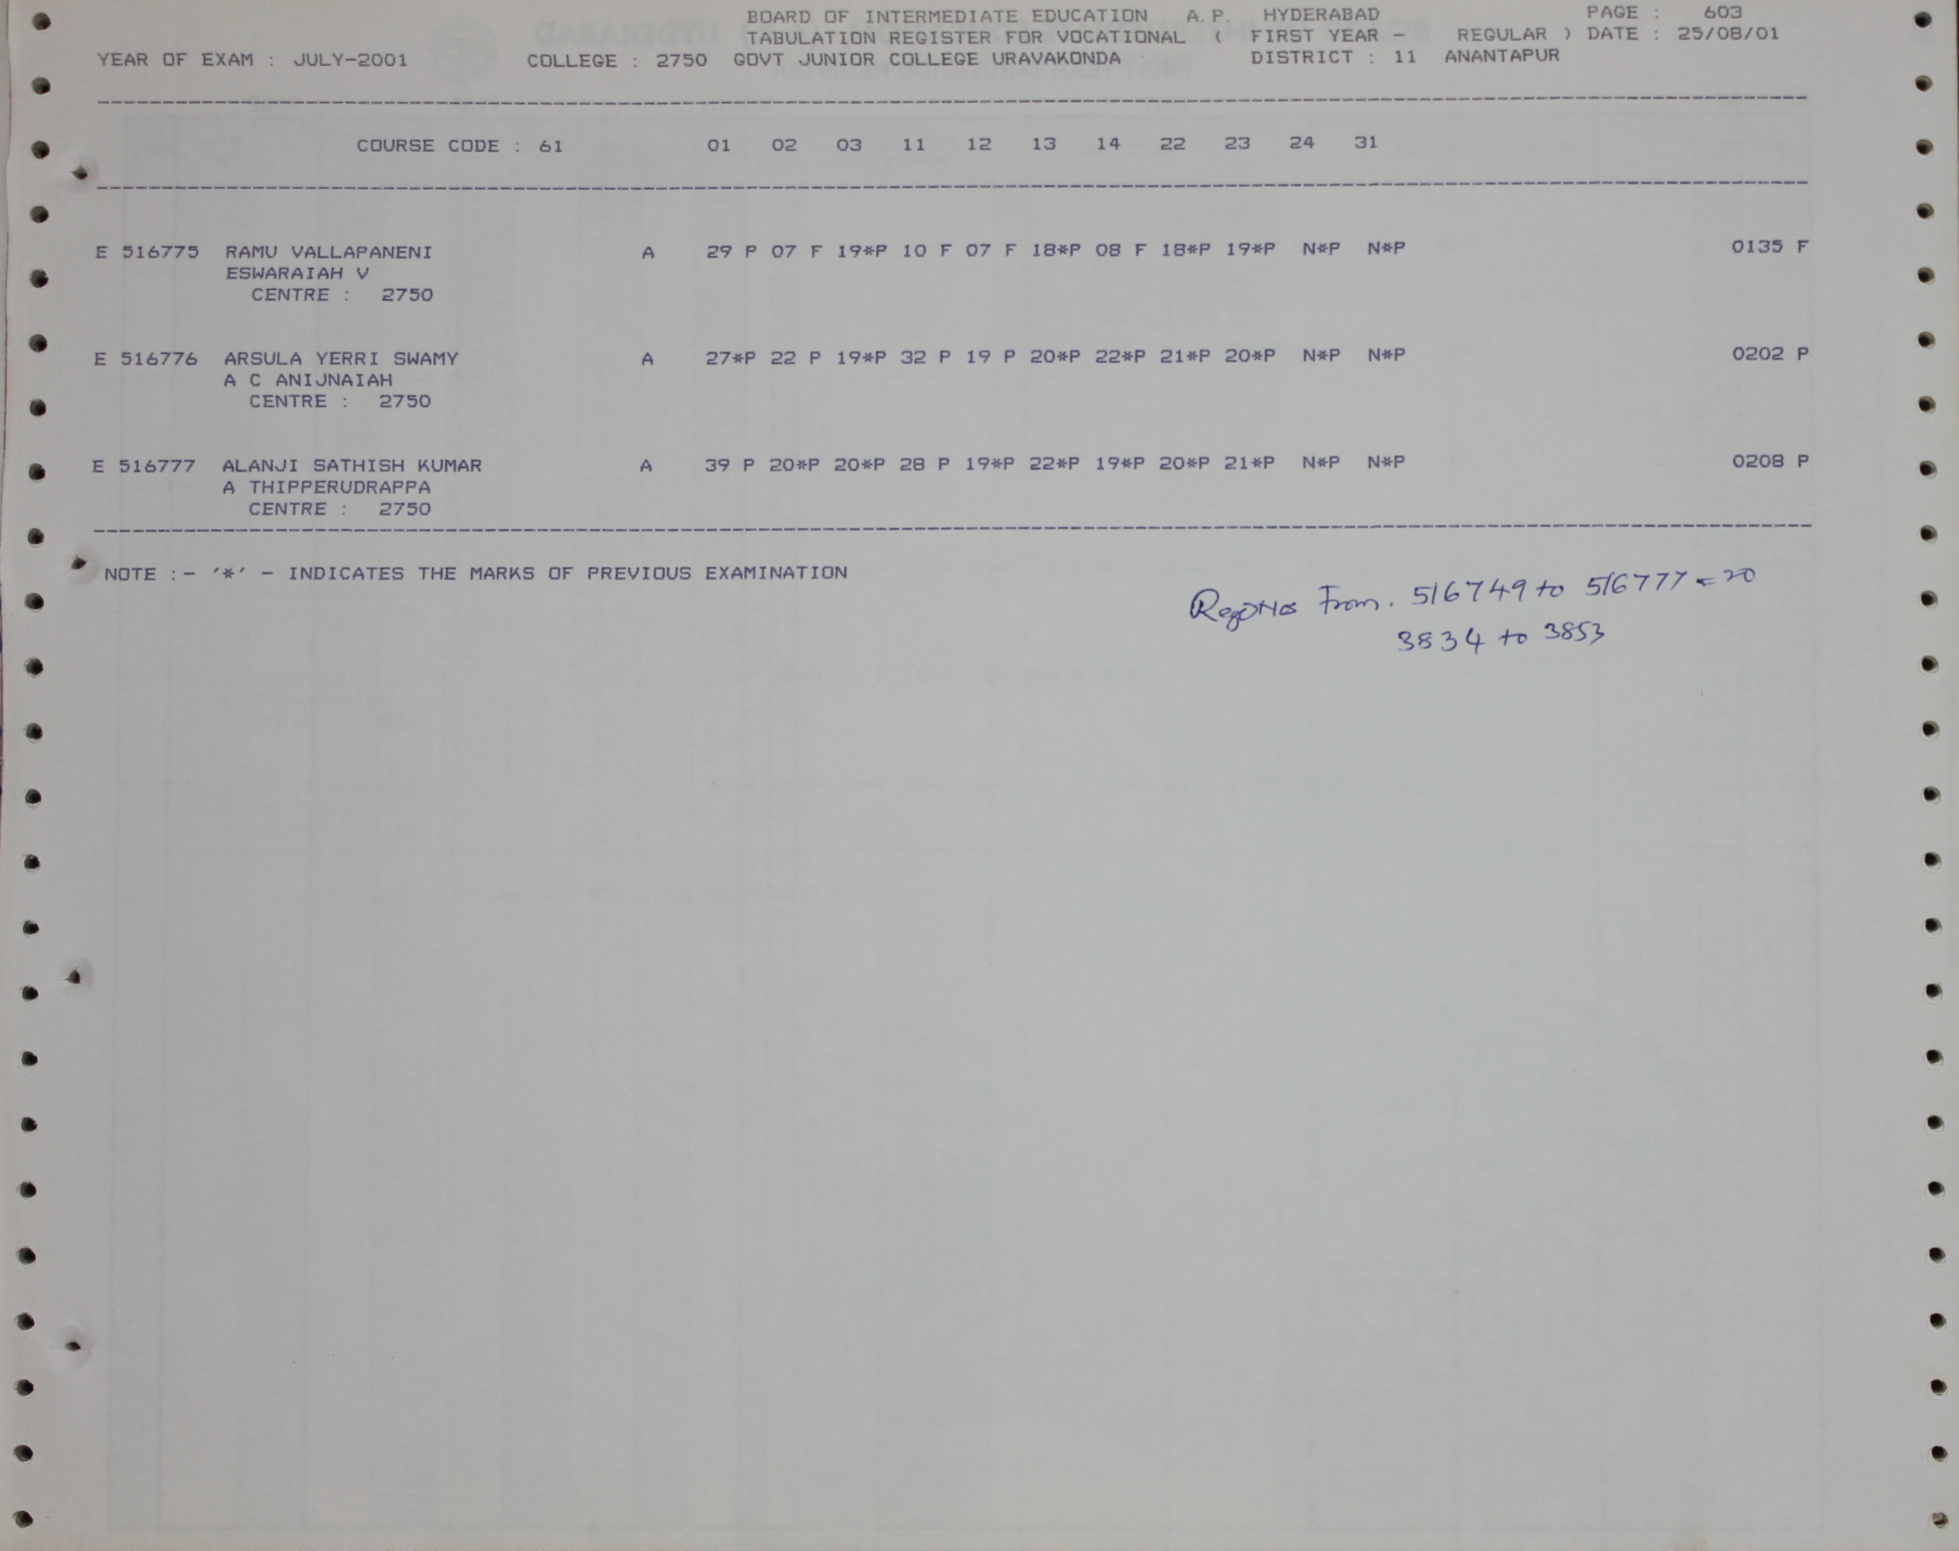 BOARD OF INTERMEDIATE EDUCATION A.P. HYDERABAD PAGE : 603
TABULATION REGISTER FOR VOCATIONAL ( FIRST YEAR - REGULAR ) DATE : 25/08/01
YEAR OF EXAM : JULY-2001 COLLEGE : 2750 GOVT JUNIOR COLLEGE URAVAKONDA DISTRICT : 11 ANANTAPUR
COURSE CODE : 61 01 02 03 11 12 13 14 22 23 24 31
E 516775 RAMU VALLAPANENI A 29 P 07 F 19*P 10 F 07 F 18*P 08 F 18*P 19*P N*P N*P 0135 F
ESWARAIAH V
CENTRE : 2750
E 516776 ARSULA YERRI SWAMY A 27*P 22 P 19*P 32 P 19 P 20*P 22*P 21*P 20*P N*P N*P 0202 P
A C ANIJNAIAH
CENTRE : 2750
E 516777 ALANJI SATHISH KUMAR A 39 P 20*P 20*P 28 P 19*P 22*P 19*P 20*P 21*P N*P N*P 0208 P
A THIPPERUDRAPPA
CENTRE : 2750
NOTE :- '*' - INDICATES THE MARKS OF PREVIOUS EXAMINATION
From. 516749 to 516777 = 20
3834 to 3853